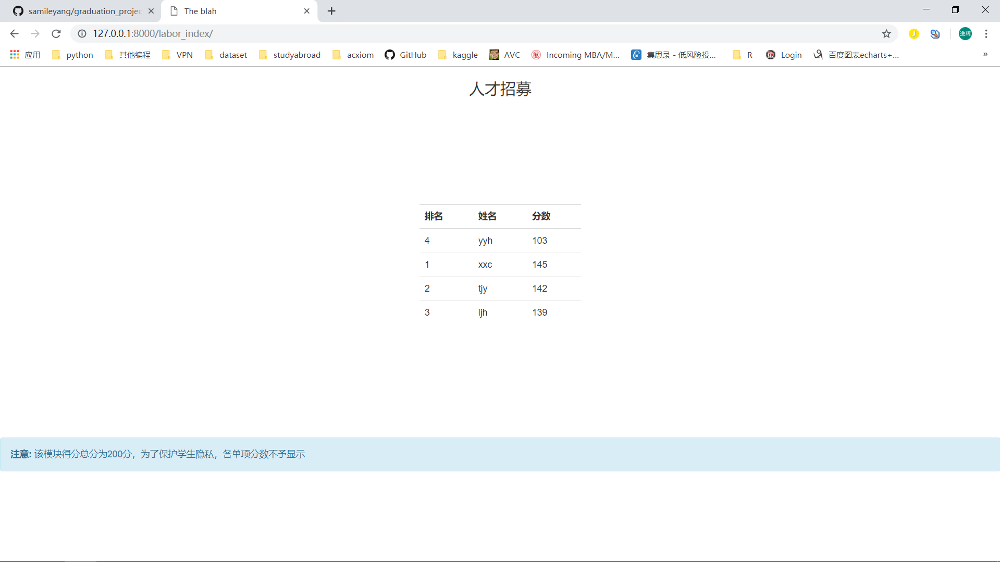 samileyang/graduation_projec
The blah
127.0.0.1:8000/labor_index/
逸辉
应用 python 其他编程 VPN dataset studyabroad acxiom GitHub kaggle AVC Incoming MBA/M... 集思录 - 低风险投... R Login 百度图表echarts+... »
人才招募
排名 姓名 分数
4 yyh 103
1 xxc 145
2 tjy 142
3 ljh 139
注意: 该模块得分总分为200分，为了保护学生隐私，各单项分数不予显示